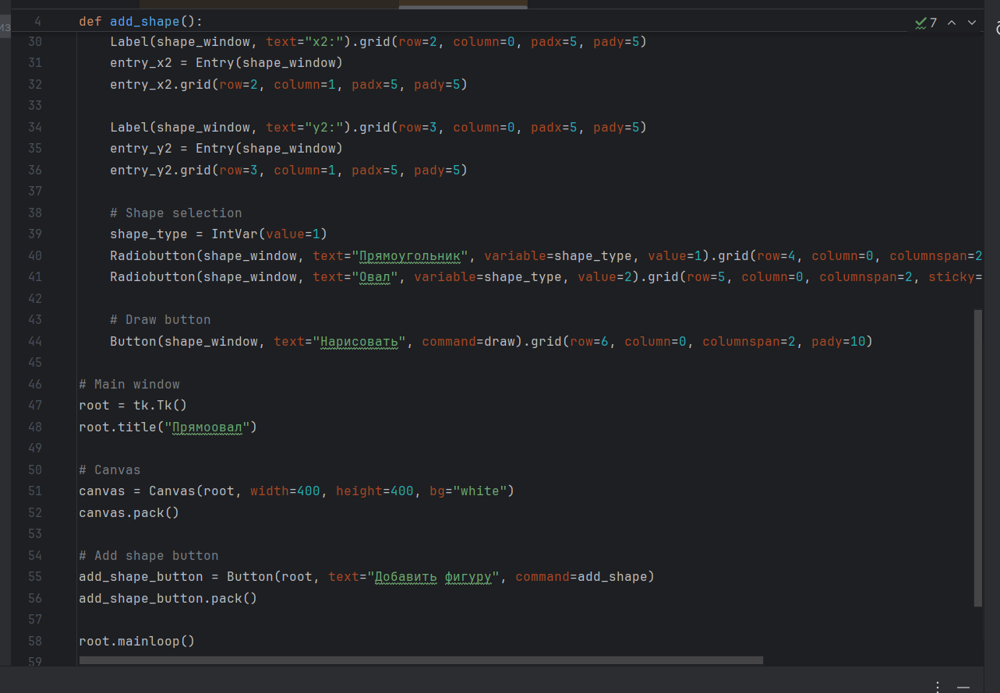 4 def add_shape():
7
30 Label(shape_window, text="x2:").grid(row=2, column=0, padx=5, pady=5)
31 entry_x2 = Entry(shape_window)
32 entry_x2.grid(row=2, column=1, padx=5, pady=5)
33
34 Label(shape_window, text="y2:").grid(row=3, column=0, padx=5, pady=5)
35 entry_y2 = Entry(shape_window)
36 entry_y2.grid(row=3, column=1, padx=5, pady=5)
37
38 # Shape selection
39 shape_type = IntVar(value=1)
40 Radiobutton(shape_window, text="Прямоугольник", variable=shape_type, value=1).grid(row=4, column=0, columnspan=2
41 Radiobutton(shape_window, text="Овал", variable=shape_type, value=2).grid(row=5, column=0, columnspan=2, sticky=
42
43 # Draw button
44 Button(shape_window, text="Нарисовать", command=draw).grid(row=6, column=0, columnspan=2, pady=10)
45
46 # Main window
47 root = tk.Tk()
48 root.title("Прямоовал")
49
50 # Canvas
51 canvas = Canvas(root, width=400, height=400, bg="white")
52 canvas.pack()
53
54 # Add shape button
55 add_shape_button = Button(root, text="Добавить фигуру", command=add_shape)
56 add_shape_button.pack()
57
58 root.mainloop()
59